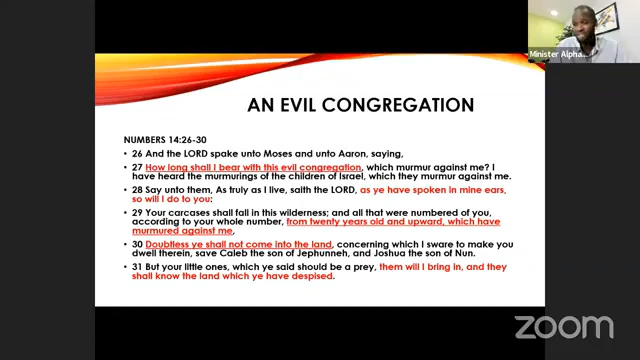 Minister Alpha...
AN EVIL CONGREGATION
NUMBERS 14:26-30
• 26 And the LORD spake unto Moses and unto Aaron, saying,
• 27 How long shall I bear with this evil congregation, which murmur against me? I
have heard the murmurings of the children of Israel, which they murmur against me.
• 28 Say unto them, As truly as I live, saith the LORD, as ye have spoken in mine ears,
so will I do to you:
• 29 Your carcases shall fall in this wilderness; and all that were numbered of you,
according to your whole number, from twenty years old and upward, which have
murmured against me,
• 30 Doubtless ye shall not come into the land, concerning which I sware to make you
dwell therein, save Caleb the son of Jephunneh, and Joshua the son of Nun.
• 31 But your little ones, which ye said should be a prey, them will I bring in, and they
shall know the land which ye have despised.
zoom